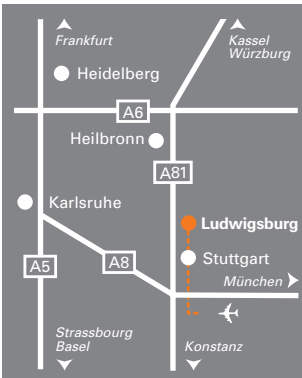 Frankfurt
Kassel
Würzburg
Heidelberg
A6
Heilbronn
A81
Karlsruhe
Ludwigsburg
A5
A8
Stuttgart
München
Strassbourg
Basel
Konstanz